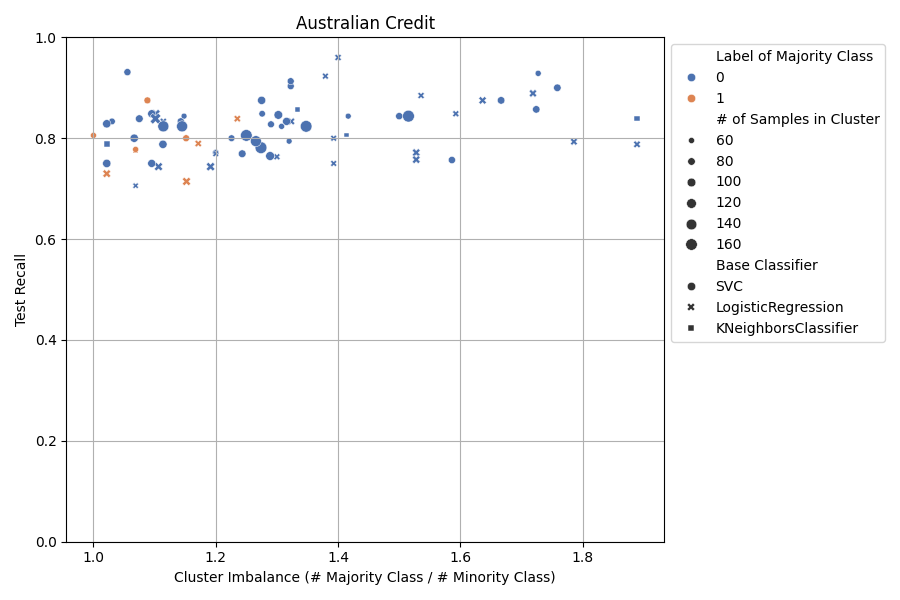 Australian Credit
1.0
0.8
0.6
0.4
0.2
0.0
Test Recall
1.0
1.2
1.4
1.6
1.8
Cluster Imbalance (# Majority Class / # Minority Class)
Label of Majority Class
0
1
# of Samples in Cluster
60
80
100
120
140
160
Base Classifier
SVC
LogisticRegression
KNeighborsClassifier